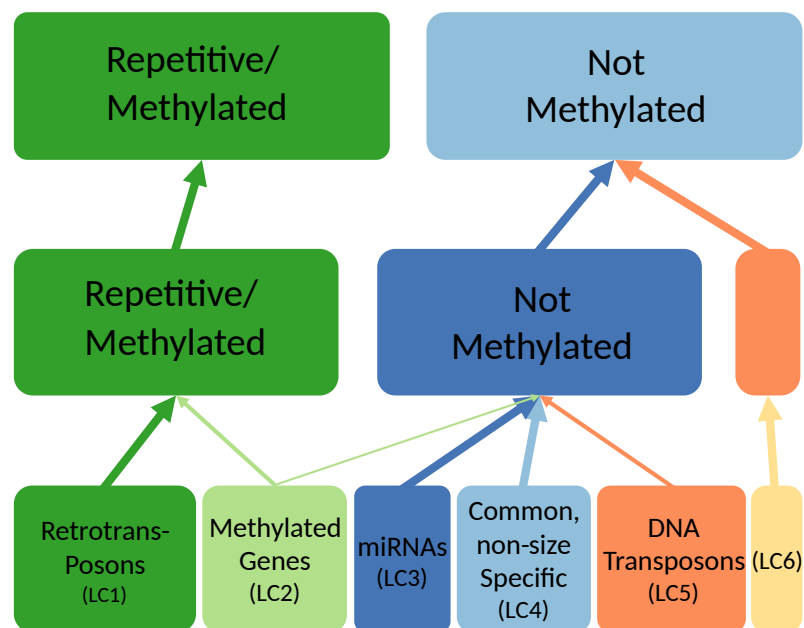 Repetitive/
Methylated
Not
Methylated
Repetitive/
Methylated
Not
Methylated
Retrotrans-
Posons
(LC1)
Methylated
Genes
(LC2)
miRNAs
(LC3)
Common,
non-size
Specific
(LC4)
DNA
Transposons
(LC5)
(LC6)